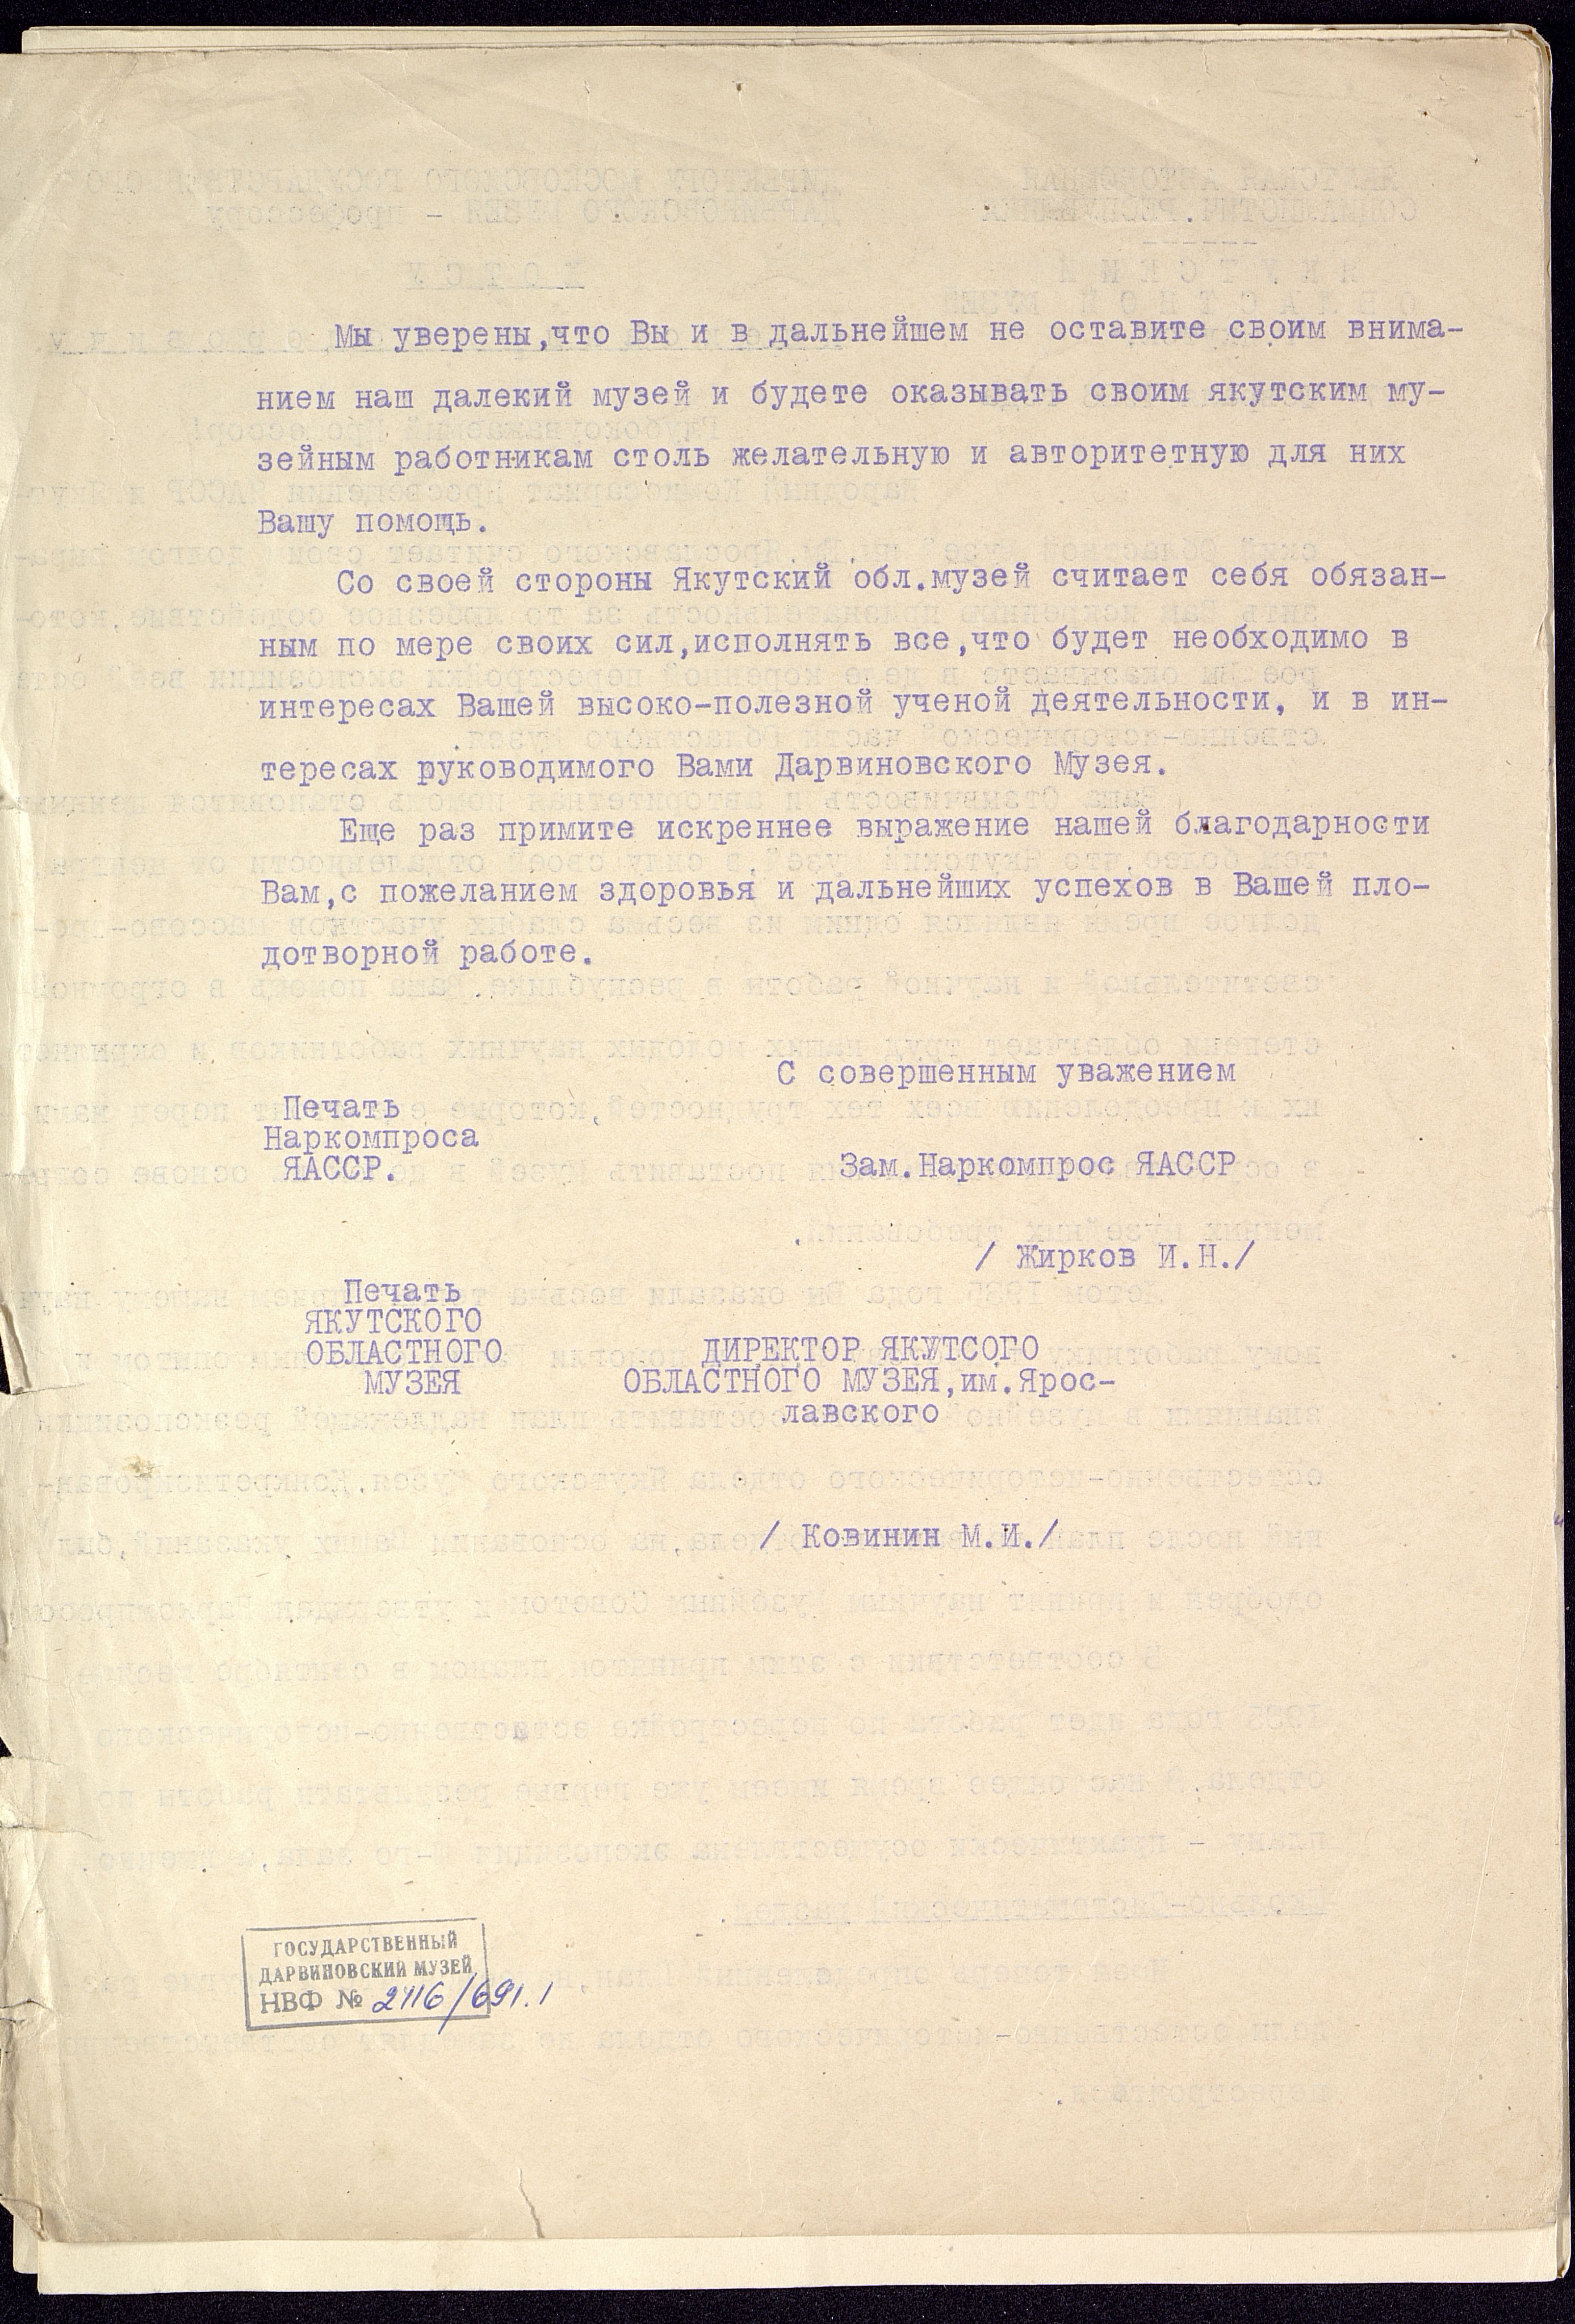 Мы уверены,что Вы и в дальнейшем не оставите своим внима-
нием наш далекий музей и будете оказывать своим якутским му-
зейным работникам столь желательную и авторитетную для них
Вашу помощь.
Со своей стороны Якутский обл.музей считает себя обязан-
ным по мере своих сил,исполнять все,что будет необходимо в
интересах Вашей высоко-полезной ученой деятельности, и в ин-
тересах руководимого Вами Дарвиновского Музея.
Еще раз примите искреннее выражение нашей благодарности
Вам,с пожеланием здоровья и дальнейших успехов в Вашей пло-
дотворной работе.
С совершенным уважением
Печать
Наркомпроса
ЯАССР.
Зам.Наркомпрос ЯАССР
/ Жирков И.Н./
Печать
ЯКУТСКОГО
ОБЛАСТНОГО
МУЗЕЯ
ДИРЕКТОР ЯКУТСОГО
ОБЛАСТНОГО МУЗЕЯ,им.Ярос-
лавского
/ Ковинин М.И./
ГОСУДАРСТВЕННЫЙ
ДАРВИНОВСКИЙ МУЗЕЙ
НВФ № 2116/691.1